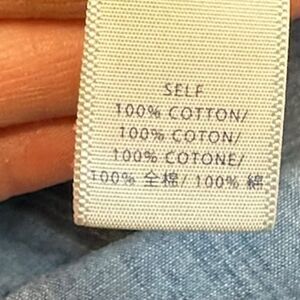 SELF
100% COTTON/
100% COTON/
100% COTONE/
100% 全棉/ 100% 綿